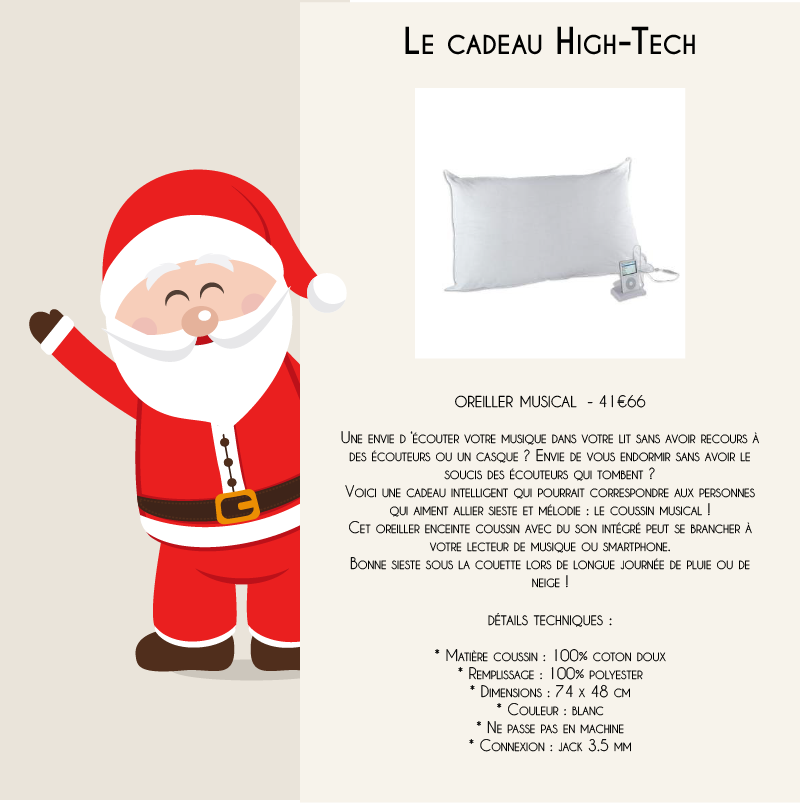 Le cadeau High-Tech
oreiller musical - 41€66
Une envie d 'écouter votre musique dans votre lit sans avoir recours à
des écouteurs ou un casque ? Envie de vous endormir sans avoir le
soucis des écouteurs qui tombent ?
Voici une cadeau intelligent qui pourrait correspondre aux personnes
qui aiment allier sieste et mélodie : le coussin musical !
Cet oreiller enceinte coussin avec du son intégré peut se brancher à
votre lecteur de musique ou smartphone.
Bonne sieste sous la couette lors de longue journée de pluie ou de
neige !
détails techniques :
* Matière coussin : 100% coton doux
* Remplissage : 100% polyester
* Dimensions : 74 x 48 cm
* Couleur : blanc
* Ne passe pas en machine
* Connexion : jack 3.5 mm